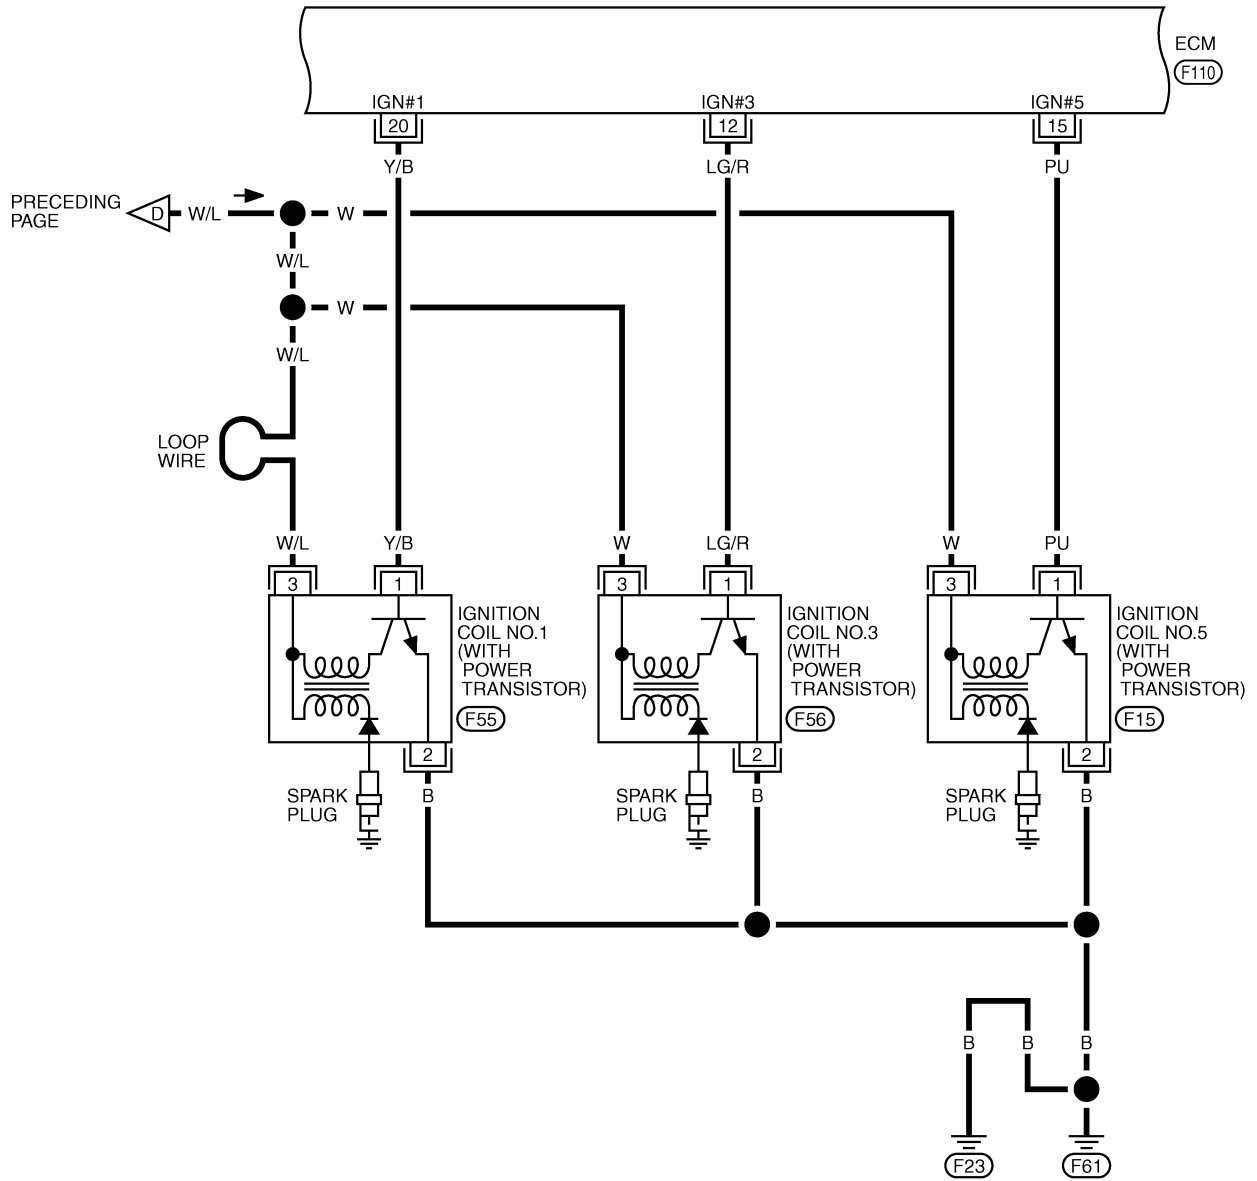 ECM
F110
IGN#1
IGN#3
IGN#5
20
12
15
Y/B
LG/R
PU
PRECEDING
PAGE
D
W/L
W
W/L
W
W/L
LOOP
WIRE
W/L
Y/B
W
LG/R
W
PU
3
1
3
1
3
1
IGNITION
COIL NO.1
(WITH
POWER
TRANSISTOR)
F55
IGNITION
COIL NO.3
(WITH
POWER
TRANSISTOR)
F56
IGNITION
COIL NO.5
(WITH
POWER
TRANSISTOR)
F15
2
2
2
SPARK
PLUG
B
SPARK
PLUG
B
SPARK
PLUG
B
B
B
B
F23
F61